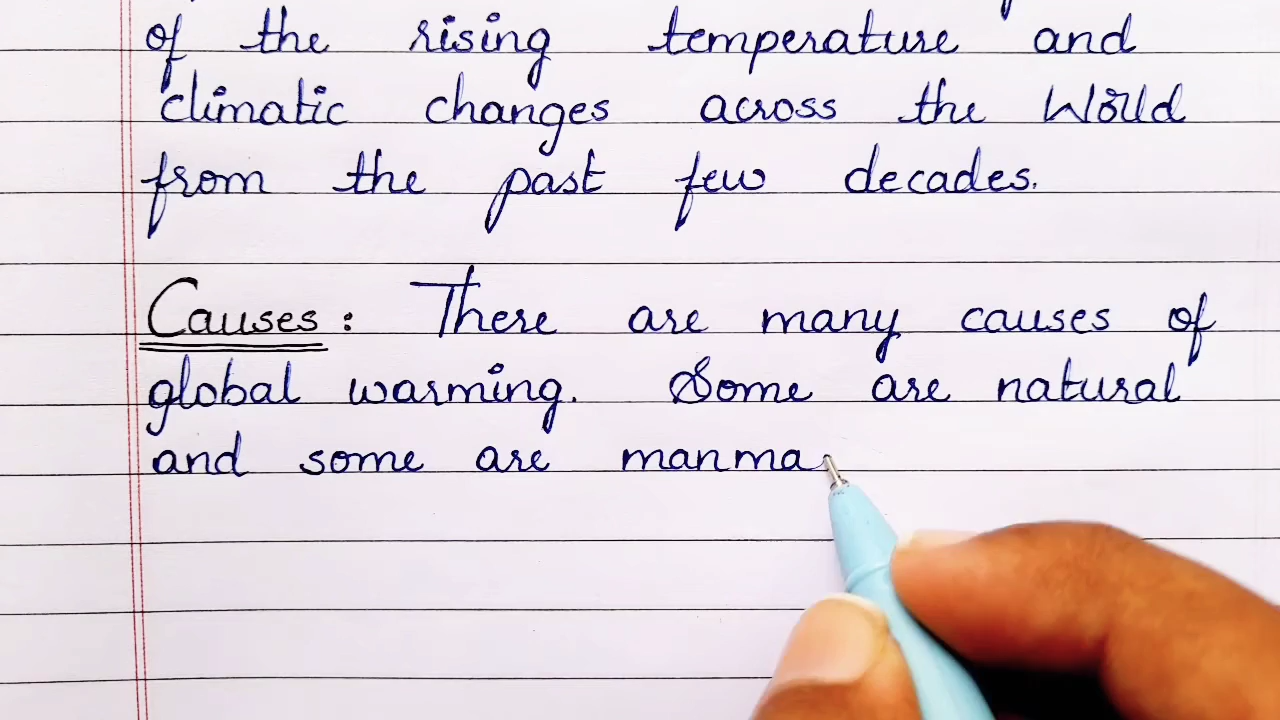 of the rising temperature and
climatic changes across the World
from the past few decades.
Causes : There are many causes of
global warming. Some are natural
and some are manma